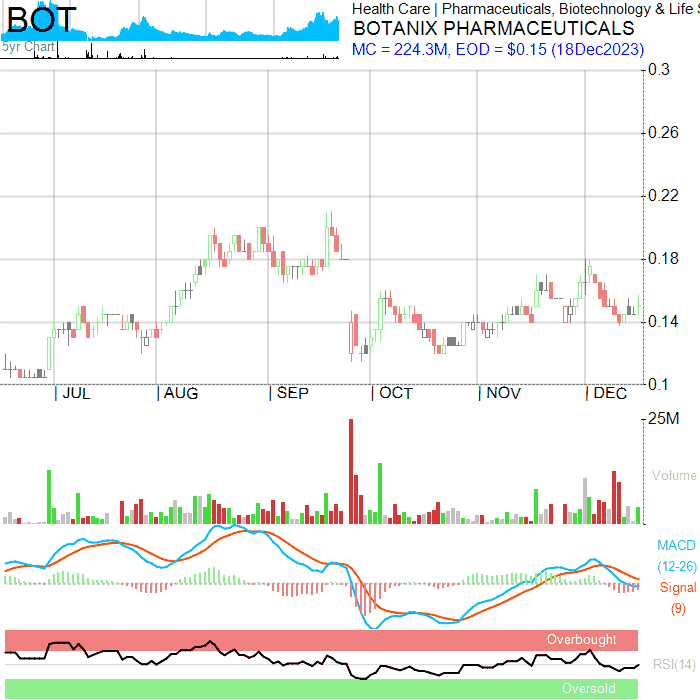 BOT
5yr Chart
Health Care | Pharmaceuticals, Biotechnology & Life S
BOTANIX PHARMACEUTICALS
MC = 224.3M, EOD = $0.15 (18Dec2023)
0.3
0.26
0.22
0.18
0.14
0.1
| JUL | AUG | SEP | OCT | NOV | DEC
25M
Volume
MACD
(12-26)
Signal
(9)
Overbought
RSI(14)
Oversold